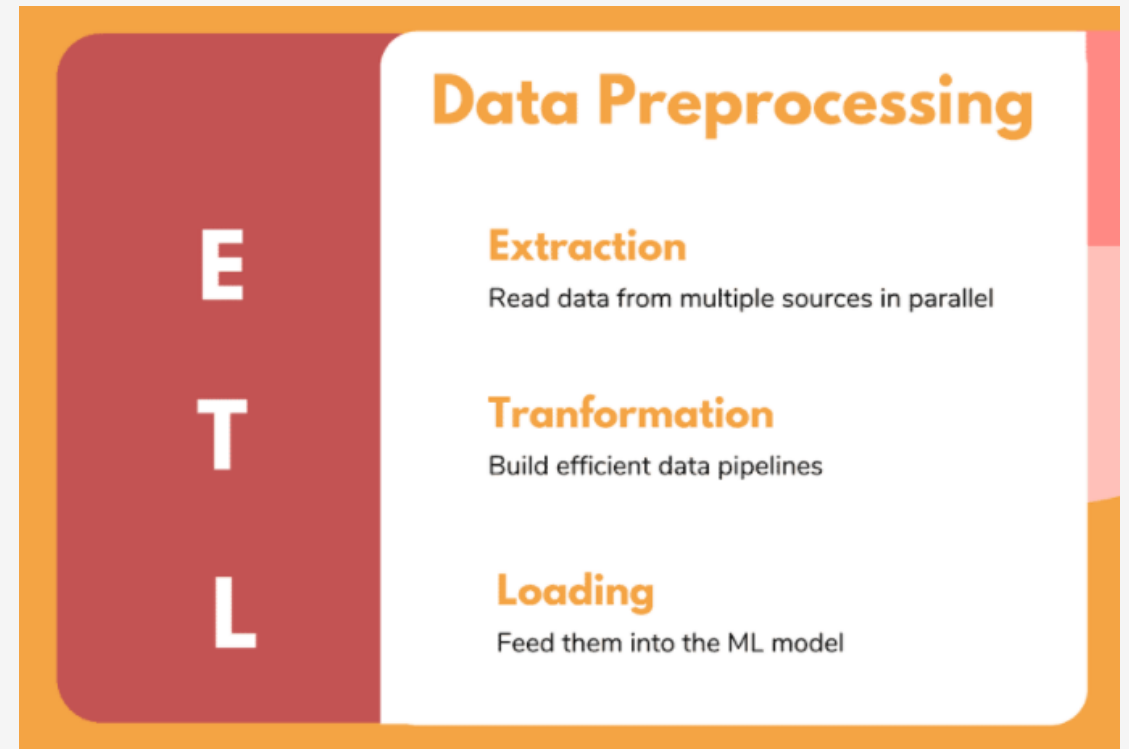 Data Preprocessing
E
Extraction
Read data from multiple sources in parallel
T
Tranformation
Build efficient data pipelines
L
Loading
Feed them into the ML model